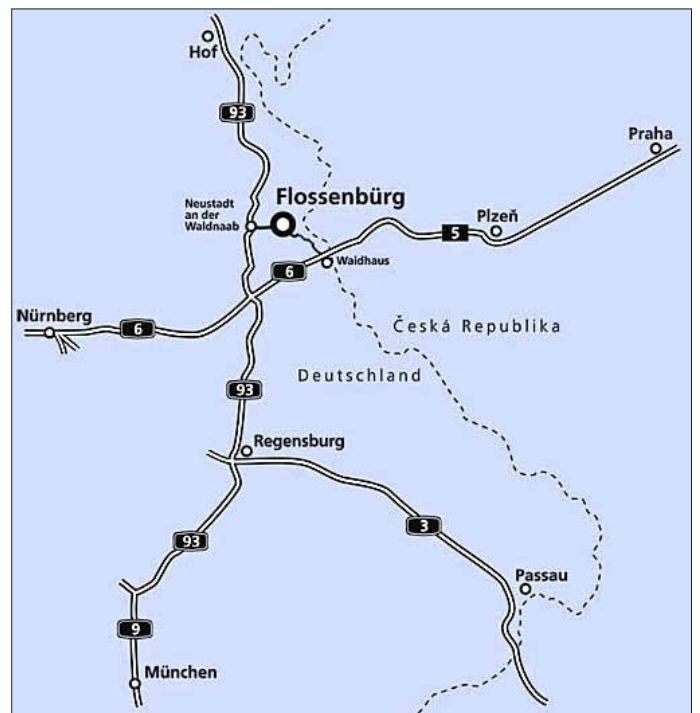 Hof
93
Praha
Neustadt
an der
Waldnaab
Flossenbürg
Plzeň
5
Waidhaus
6
Nürnberg
6
Česká Republika
Deutschland
93
Regensburg
3
93
Passau
9
München